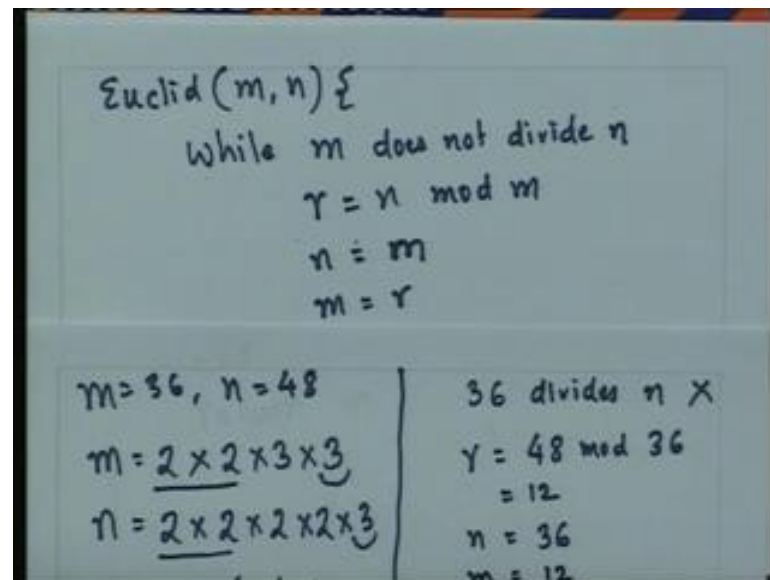 Euclid (m, n) {
While m does not divide n
r = n mod m
n = m
m = r
m = 36, n = 48
m = 2 × 2 × 3 × 3
n = 2 × 2 × 2 × 2 × 3
36 divides n ×
r = 48 mod 36
= 12
n = 36
m = 12